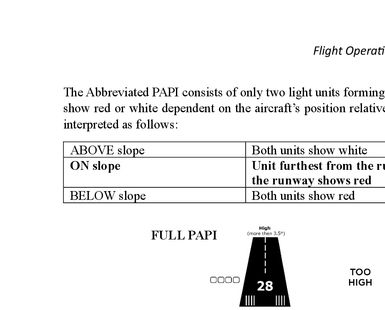 Flight Operati
The Abbreviated PAPI consists of only two light units forming
show red or white dependent on the aircraft's position relative
interpreted as follows:
ABOVE slope Both units show white
ON slope Unit furthest from the ru
the runway shows red
BELOW slope Both units show red
FULL PAPI
High
(more then 3.5°)
TOO
HIGH
28